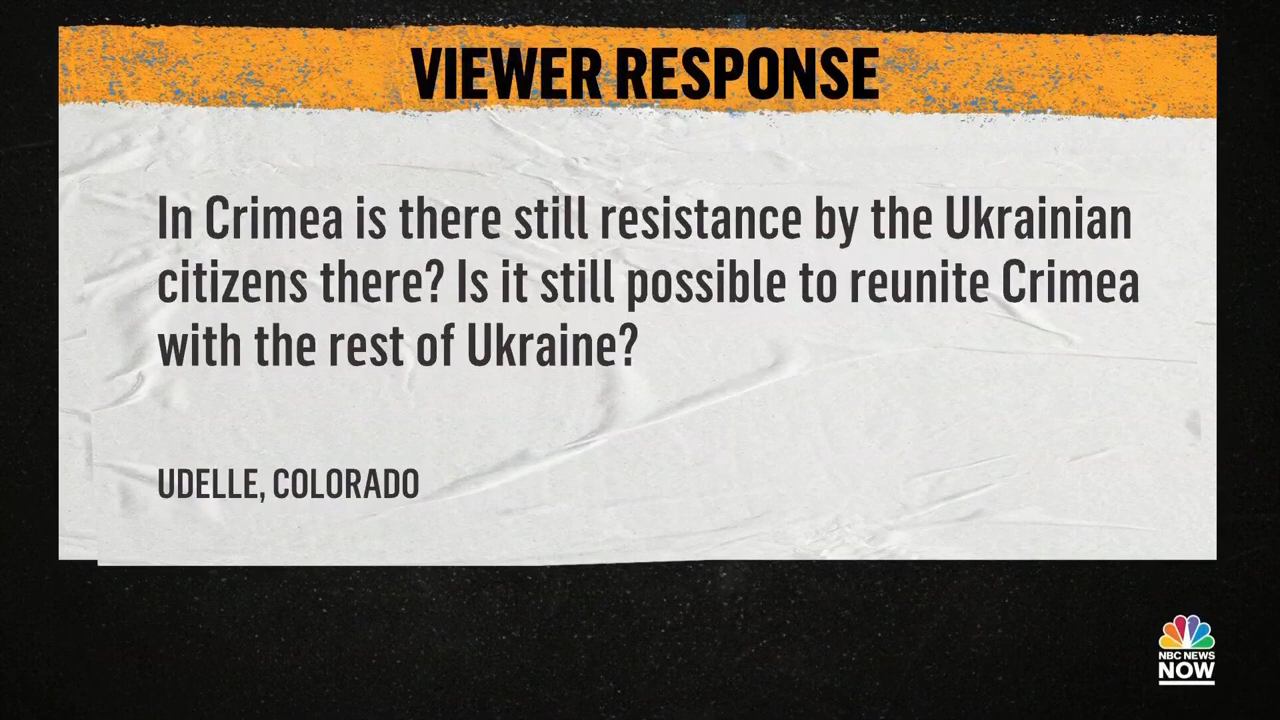 VIEWER RESPONSE
In Crimea is there still resistance by the Ukrainian
citizens there? Is it still possible to reunite Crimea
with the rest of Ukraine?
UDELLE, COLORADO
NBC NEWS
NOW